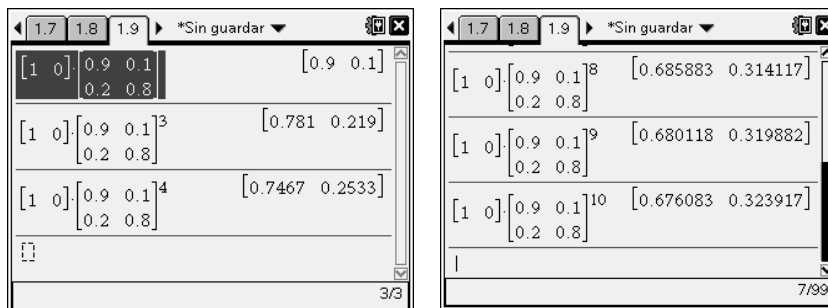 1.7 1.8 1.9 *Sin guardar
[1 0]·[0.9 0.1 [0.9 0.1]
0.2 0.8]
[1 0]·[0.9 0.1]3 [0.781 0.219]
0.2 0.8]
[1 0]·[0.9 0.1]4 [0.7467 0.2533]
0.2 0.8]
3/3
1.7 1.8 1.9 *Sin guardar
[1 0]·[0.9 0.1]8 [0.685883 0.314117]
0.2 0.8]
[1 0]·[0.9 0.1]9 [0.680118 0.319882]
0.2 0.8]
[1 0]·[0.9 0.1]10 [0.676083 0.323917]
0.2 0.8]
7/99